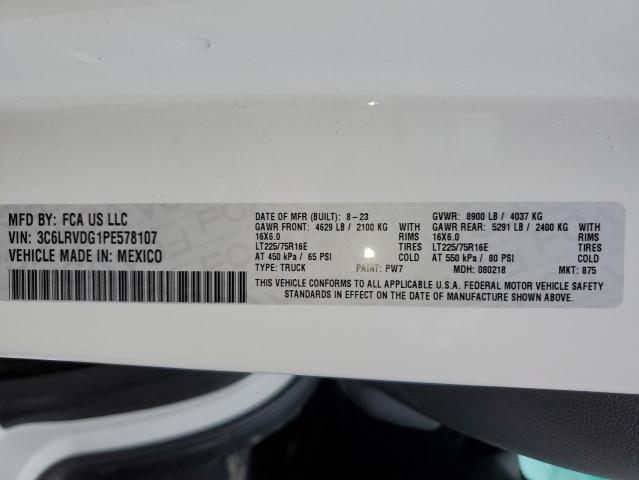 MFD BY: FCA US LLC
VIN: 3C6LRVDG1PE578107
VEHICLE MADE IN: MEXICO
DATE OF MFR (BUILT): 8-23 GVWR: 8900 LB / 4037 KG
GAWR FRONT: 4629 LB / 2100 KG WITH GAWR REAR: 5291 LB / 2400 KG WITH
16X6.0 RIMS 16X6.0 RIMS
LT225/75R16E TIRES LT225/75R16E TIRES
AT 450 kPa / 65 PSI COLD AT 550 kPa / 80 PSI COLD
TYPE: TRUCK PAINT: PW7 MDH: 080218 MKT: 875
THIS VEHICLE CONFORMS TO ALL APPLICABLE U.S.A. FEDERAL MOTOR VEHICLE SAFETY
STANDARDS IN EFFECT ON THE DATE OF MANUFACTURE SHOWN ABOVE.